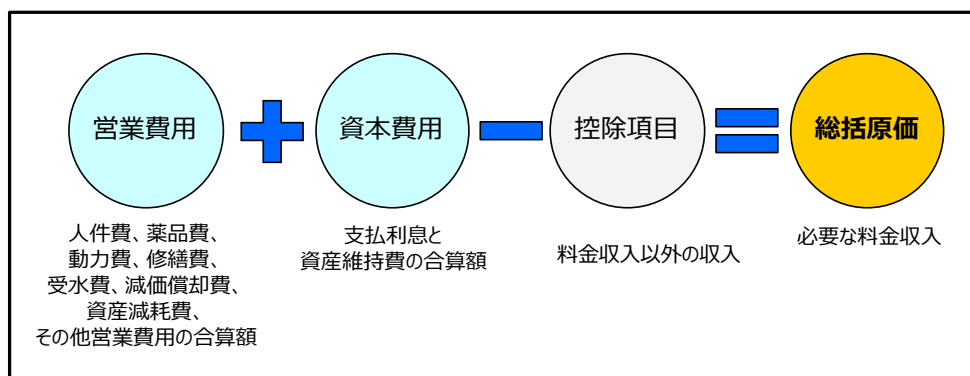 営業費用
資本費用
控除項目
総括原価
人件費、薬品費、
動力費、修繕費、
受水費、減価償却費、
資産減耗費、
その他営業費用の合算額
支払利息と
資産維持費の合算額
料金収入以外の収入
必要な料金収入